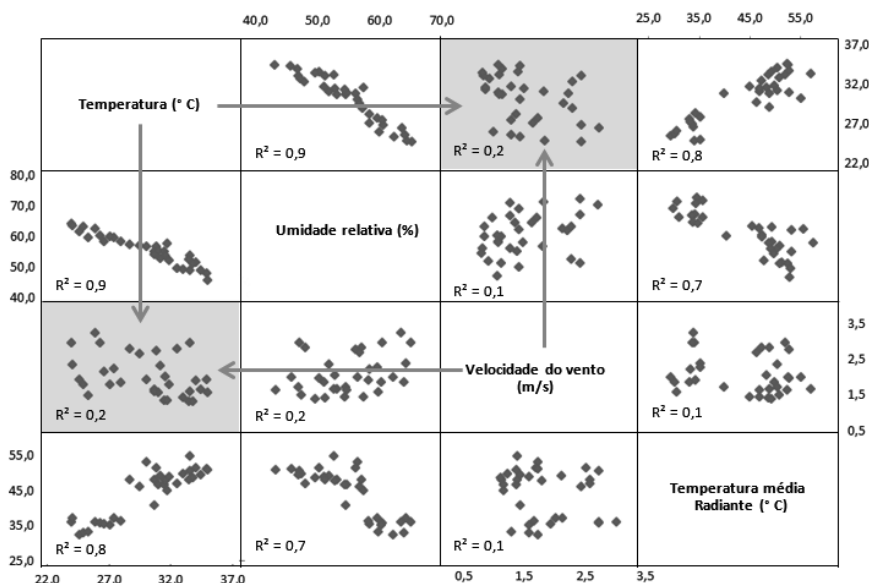 40,0 50,0 60,0 70,0 25,0 35,0 45,0 55,0
37,0
32,0
27,0
22,0
Temperatura (° C)
R² = 0,9
R² = 0,2
R² = 0,8
80,0
70,0
60,0
50,0
40,0
R² = 0,9
Umidade relativa (%)
R² = 0,1
R² = 0,7
R² = 0,2
R² = 0,2
Velocidade do vento
(m/s)
R² = 0,1
3,5
2,5
1,5
0,5
55,0
45,0
35,0
25,0
R² = 0,8
R² = 0,7
R² = 0,1
Temperatura média
Radiante (° C)
22,0 27,0 32,0 37,0 0,5 1,5 2,5 3,5